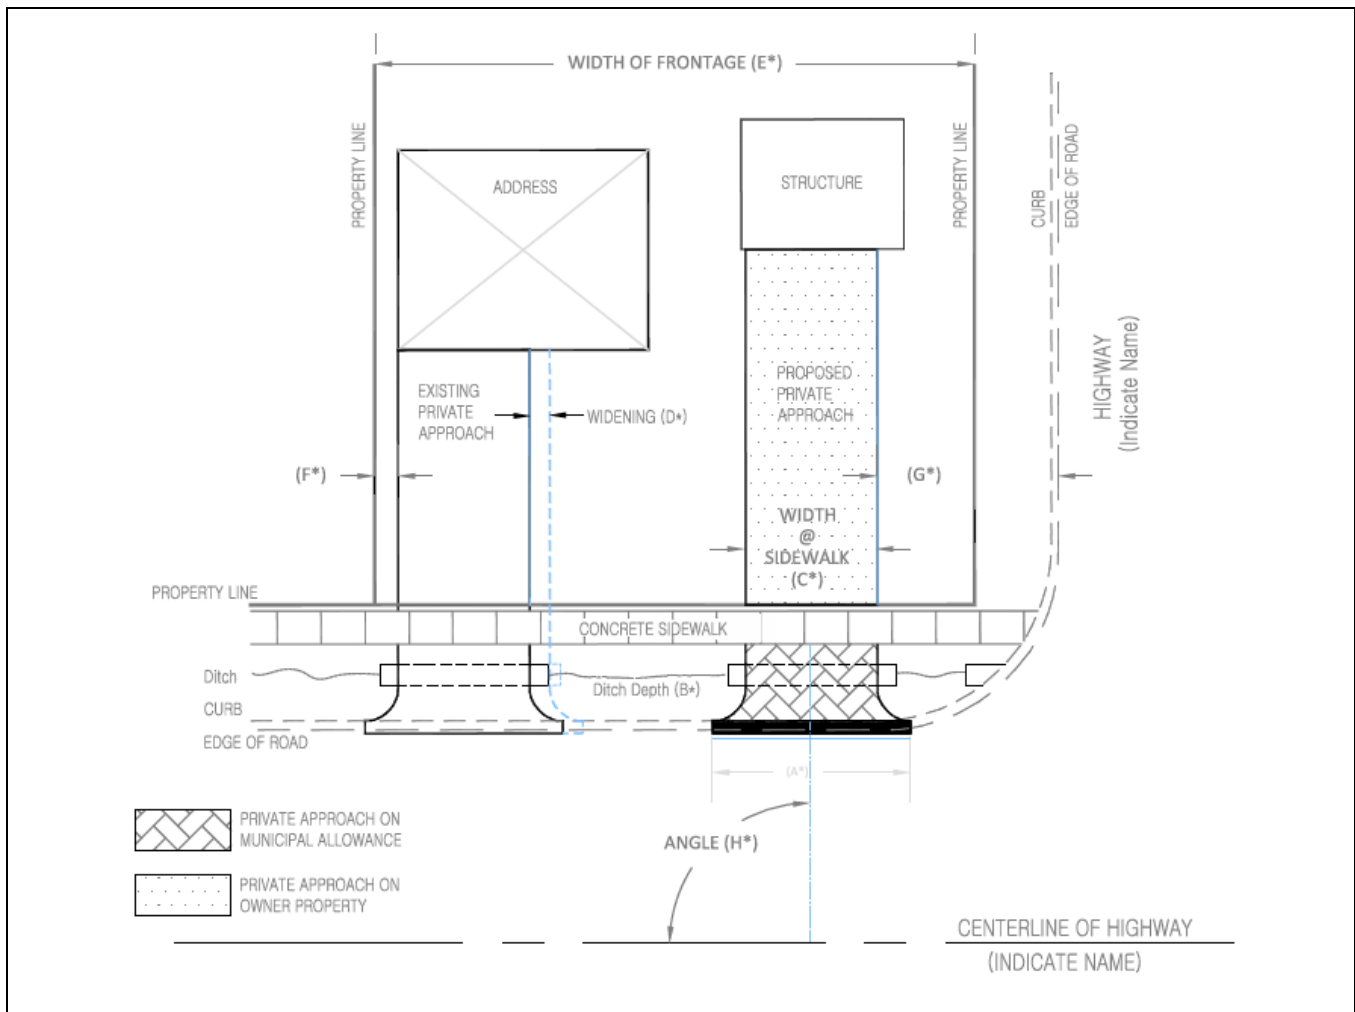 WIDTH OF FRONTAGE (E*)
PROPERTY LINE
PROPERTY LINE
CURB
EDGE OF ROAD
ADDRESS
STRUCTURE
HIGHWAY
(Indicate Name)
EXISTING
PRIVATE
APPROACH
WIDENING (D*)
PROPOSED
PRIVATE
APPROACH
(F*)
(G*)
WIDTH
@
SIDEWALK
(C*)
PROPERTY LINE
CONCRETE SIDEWALK
Ditch
Ditch Depth (B*)
CURB
EDGE OF ROAD
(A*)
PRIVATE APPROACH ON
MUNICIPAL ALLOWANCE
ANGLE (H*)
PRIVATE APPROACH ON
OWNER PROPERTY
CENTERLINE OF HIGHWAY
(INDICATE NAME)